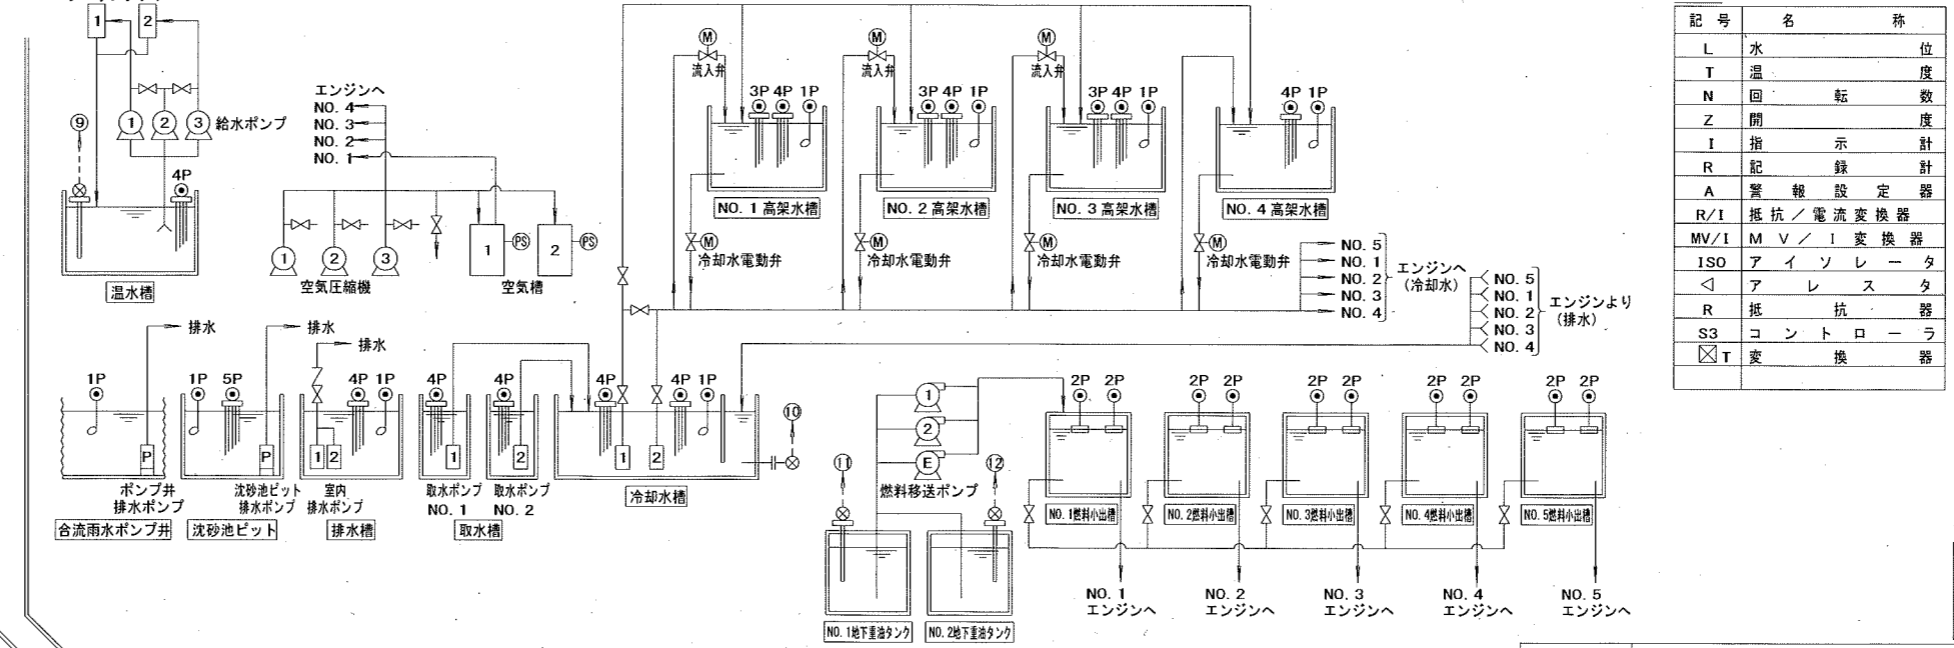 1 2
⑨
1 2 3 給水ポンプ
4P
温水槽
エンジンへ
NO. 4
NO. 3
NO. 2
NO. 1
1 2 3
空気圧縮機
1 PS 2 PS
空気槽
M 流入弁
M 流入弁
M 流入弁
3P 4P 1P
3P 4P 1P
3P 4P 1P
4P 1P
NO. 1 高架水槽
NO. 2 高架水槽
NO. 3 高架水槽
NO. 4 高架水槽
M 冷却水電動弁
M 冷却水電動弁
M 冷却水電動弁
M 冷却水電動弁
NO. 5
NO. 1
NO. 2
NO. 3
NO. 4
エンジンへ
(冷却水)
NO. 5
NO. 1
NO. 2
NO. 3
NO. 4
エンジンより
(排水)
排水
1P
P
ポンプ井
排水ポンプ
合流雨水ポンプ井
排水
1P 5P
P
沈砂池ピット
排水ポンプ
沈砂池ピット
排水
4P 1P
1 2
室内
排水ポンプ
排水槽
4P
1
取水ポンプ
NO. 1
4P
2
取水ポンプ
NO. 2
取水槽
4P 4P 1P
1 2
⑩
冷却水槽
1
2
E
燃料移送ポンプ
⑪ ⑫
NO. 1地下重油タンク
NO. 2地下重油タンク
2P 2P
2P 2P
2P 2P
2P 2P
2P 2P
NO. 1燃料小出槽
NO. 2燃料小出槽
NO. 3燃料小出槽
NO. 4燃料小出槽
NO. 5燃料小出槽
NO. 1
エンジンへ
NO. 2
エンジンへ
NO. 3
エンジンへ
NO. 4
エンジンへ
NO. 5
エンジンへ
記号 名称
L 水位
T 温度
N 回転数
Z 開度
I 指示計
R 記録計
A 警報設定器
R/I 抵抗/電流変換器
MV/I MV/I変換器
ISO アイソレータ
◁ アレスタ
R 抵抗器
S3 コントローラ
T 変換器